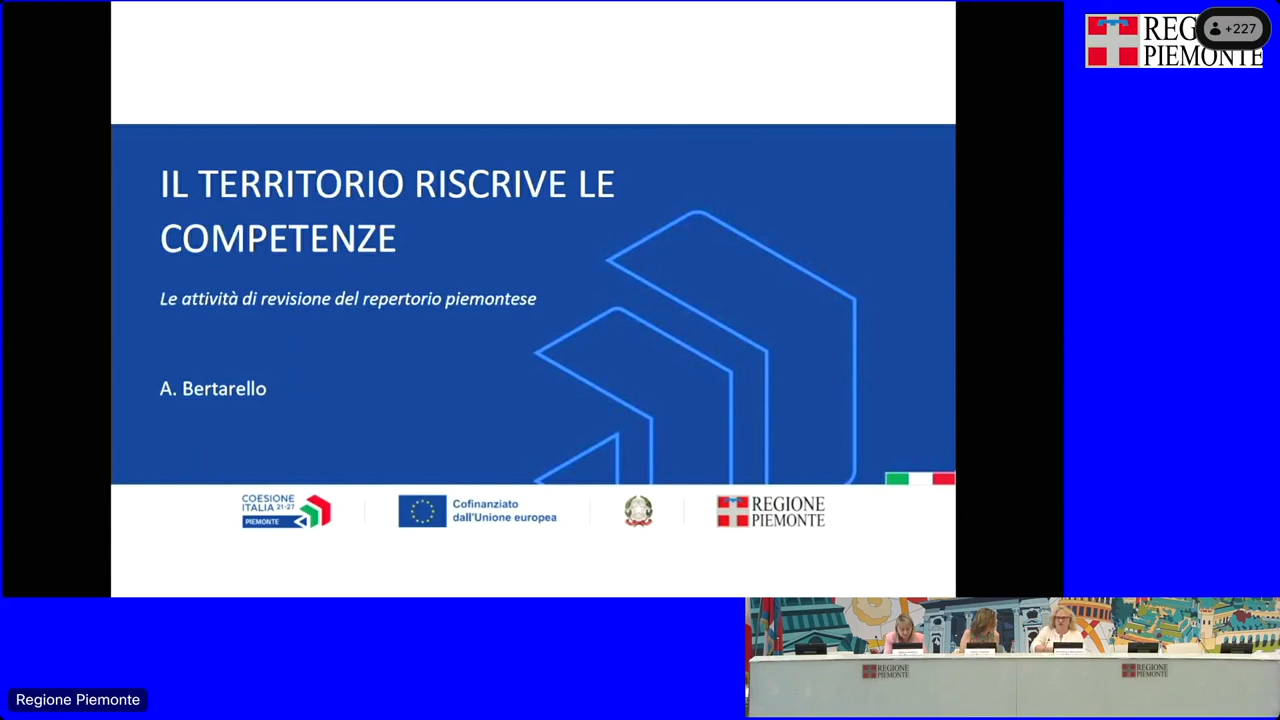 IL TERRITORIO RISCRIVE LE
COMPETENZE
Le attività di revisione del repertorio piemontese
A. Bertarello
COESIONE
ITALIA 21-27
PIEMONTE
Cofinanziato
dall'Unione europea
REGIONE
PIEMONTE
REG
PIEMONTE
+227
REGIONE
PIEMONTE
REGIONE
PIEMONTE
Regione Piemonte